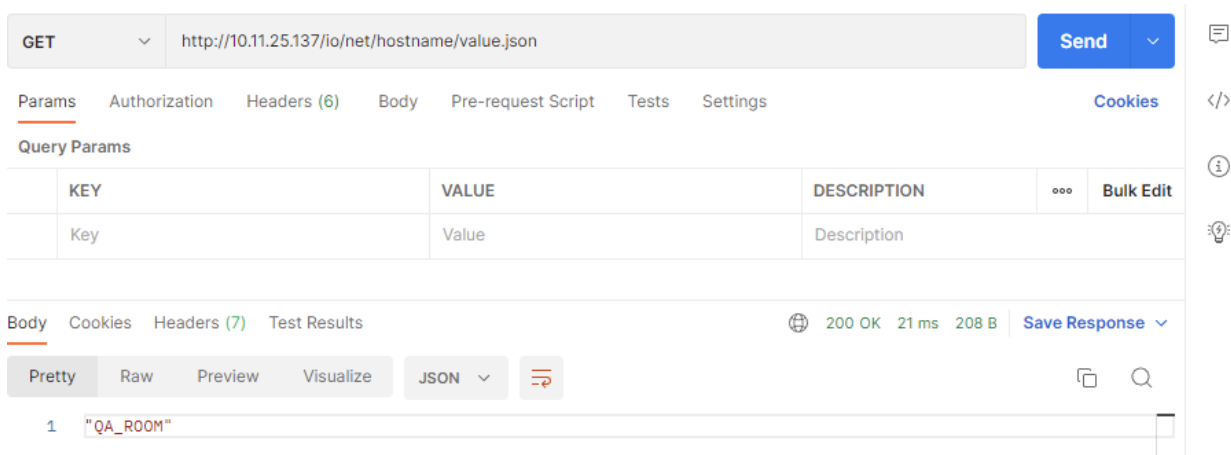 GET http://10.11.25.137/io/net/hostname/value.json Send
Params Authorization Headers (6) Body Pre-request Script Tests Settings Cookies
Query Params
KEY VALUE DESCRIPTION ooo Bulk Edit
Key Value Description
Body Cookies Headers (7) Test Results 200 OK 21 ms 208 B Save Response
Pretty Raw Preview Visualize JSON
1 "QA_ROOM"